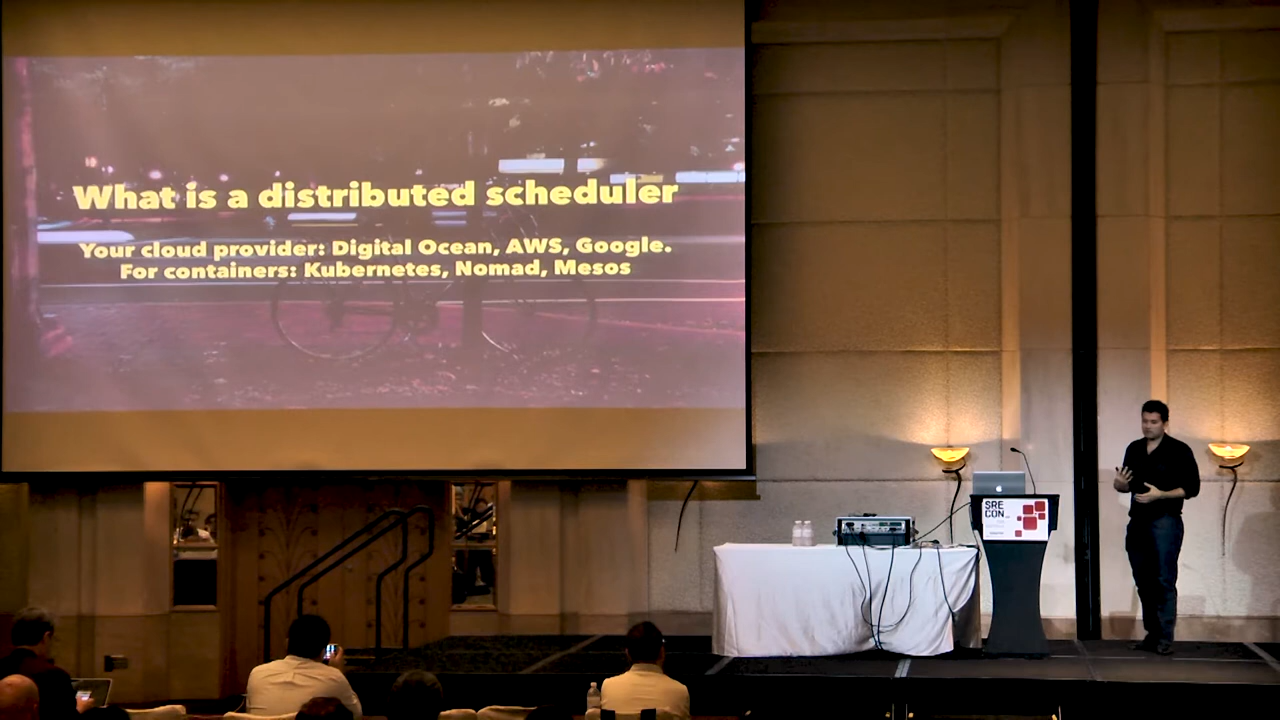 What is a distributed scheduler
Your cloud provider: Digital Ocean, AWS, Google.
For containers: Kubernetes, Nomad, Mesos
SRE
CON